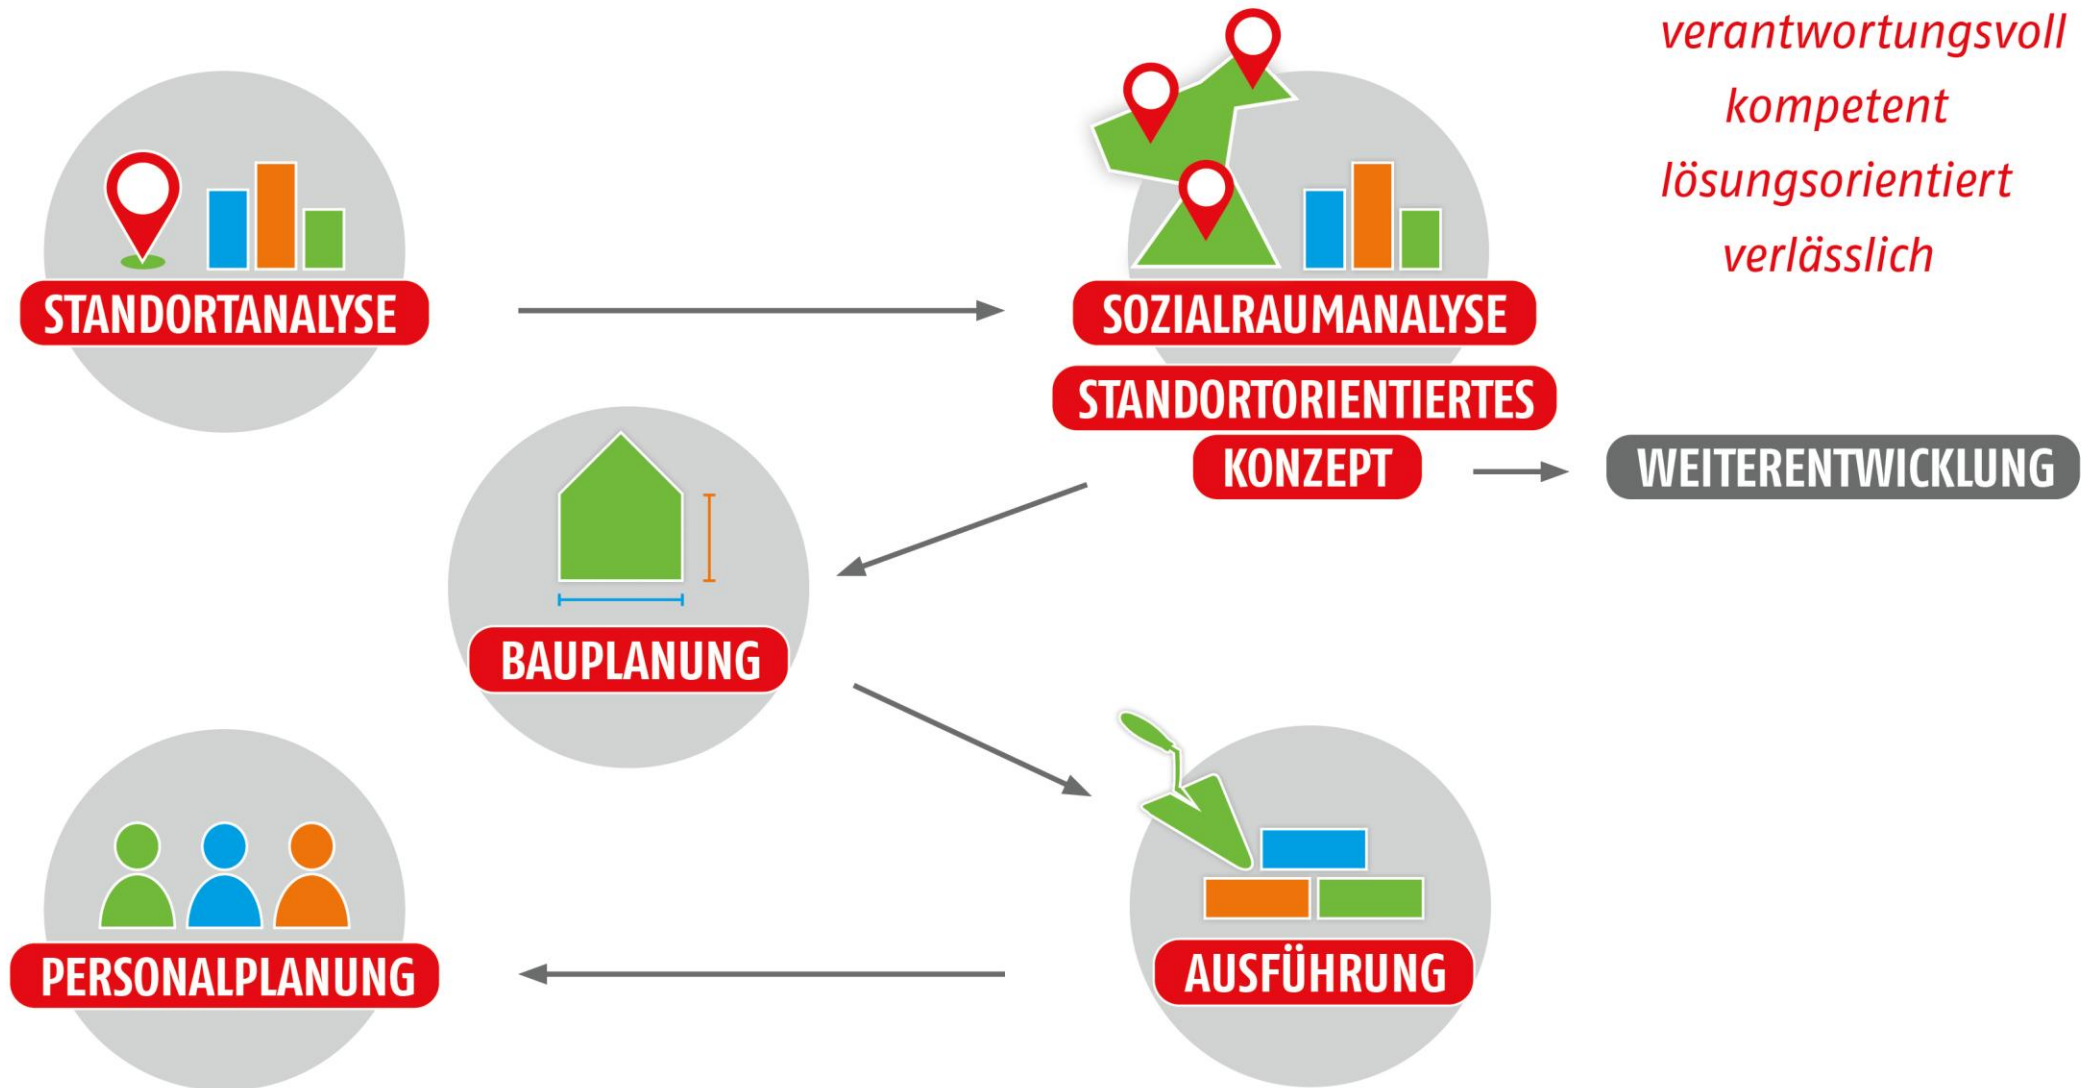 verantwortungsvoll
kompetent
lösungsorientiert
verlässlich
STANDORTANALYSE
SOZIALRAUMANALYSE
STANDORTORIENTIERTES
KONZEPT
WEITERENTWICKLUNG
BAUPLANUNG
AUSFÜHRUNG
PERSONALPLANUNG